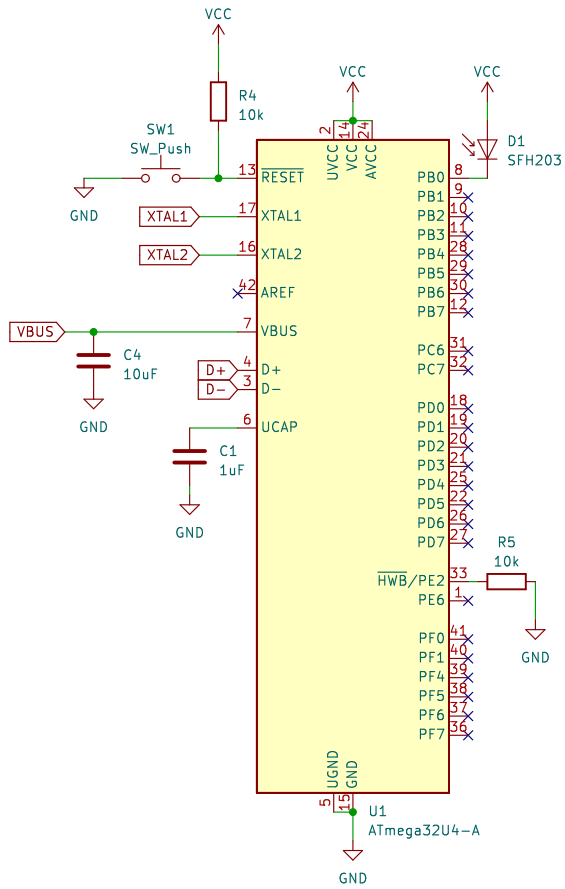 VCC
R4
10k
SW1
SW_Push
GND
VCC
VCC
D1
SFH203
2
14
24
UVCC
VCC
AVCC
13 RESET
PB0 8
XTAL1
17 XTAL1
PB1 9
PB2 10
PB3 11
XTAL2
16 XTAL2
PB4 28
PB5 29
42 AREF
PB6 30
PB7 12
VBUS
7 VBUS
C4
10uF
GND
PC6 31
PC7 32
D+
4 D+
D-
3 D-
6 UCAP
C1
1uF
GND
PD0 18
PD1 19
PD2 20
PD3 21
PD4 25
PD5 22
PD6 26
PD7 27
HWB/PE2 33
R5
10k
GND
PE6 1
PF0 41
PF1 40
PF4 39
PF5 38
PF6 37
PF7 36
UGND
GND
5
15
U1
ATmega32U4-A
GND